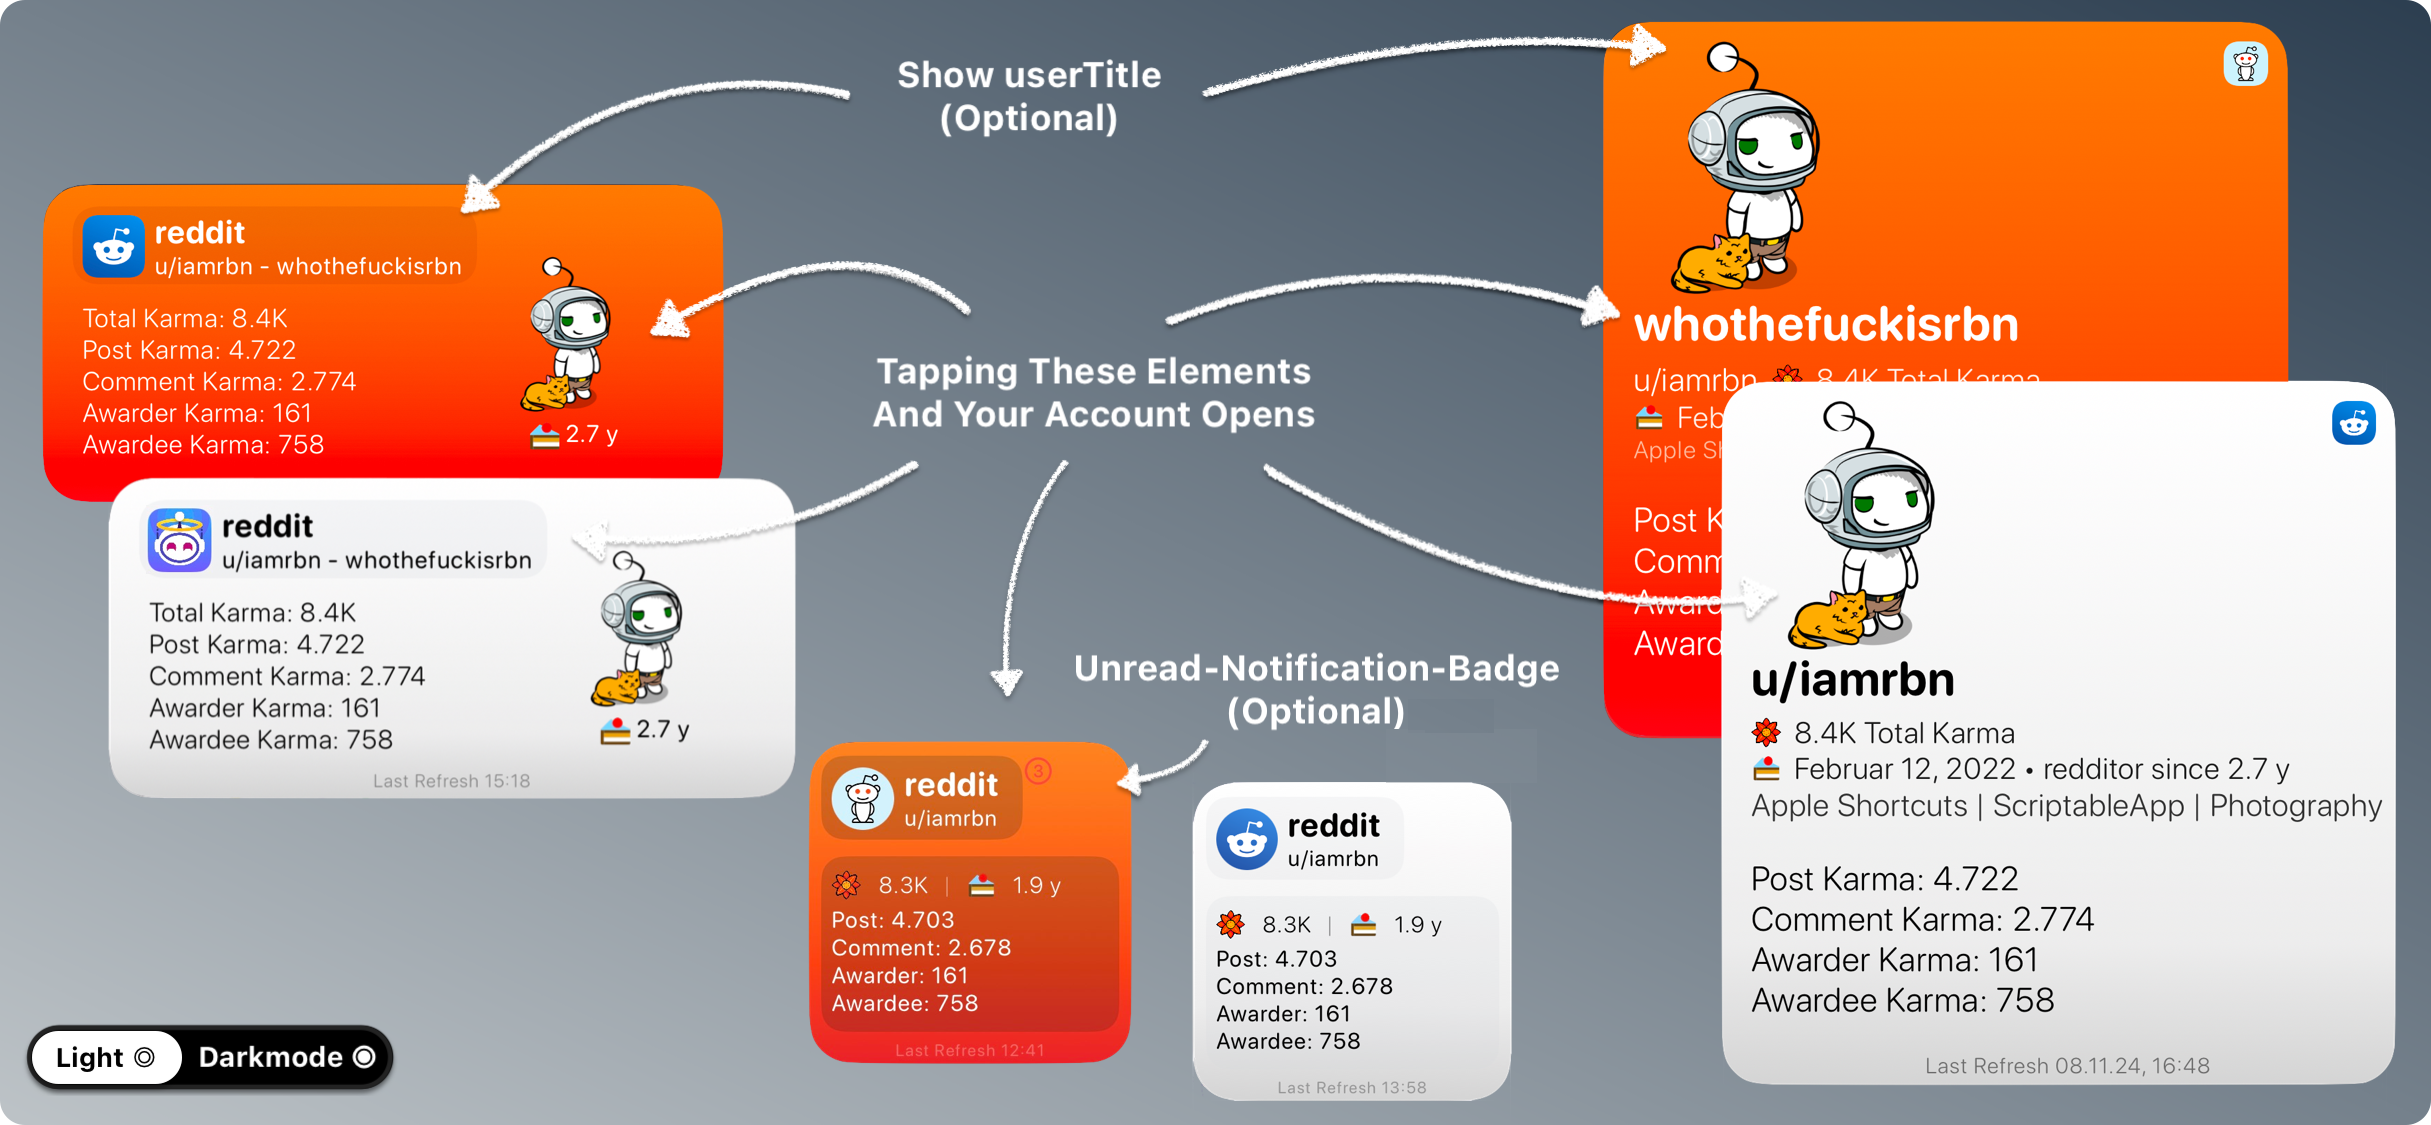 Show userTitle
(Optional)
reddit
u/iamrbn - whothefuckisrbn
Total Karma: 8.4K
Post Karma: 4.722
Comment Karma: 2.774
Awarder Karma: 161
Awardee Karma: 758
2.7 y
reddit
u/iamrbn - whothefuckisrbn
Total Karma: 8.4K
Post Karma: 4.722
Comment Karma: 2.774
Awarder Karma: 161
Awardee Karma: 758
2.7 y
Last Refresh 15:18
Tapping These Elements
And Your Account Opens
Unread-Notification-Badge
(Optional)
reddit
u/iamrbn
3
8.3K | 1.9 y
Post: 4.703
Comment: 2.678
Awarder: 161
Awardee: 758
Last Refresh 12:41
reddit
u/iamrbn
8.3K | 1.9 y
Post: 4.703
Comment: 2.678
Awarder: 161
Awardee: 758
Last Refresh 13:58
whothefuckisrbn
u/iamrbn 8.4K Total Karma
Feb
Apple
Post
Comm
Award
Award
u/iamrbn
8.4K Total Karma
Februar 12, 2022 • redditor since 2.7 y
Apple Shortcuts | ScriptableApp | Photography
Post Karma: 4.722
Comment Karma: 2.774
Awarder Karma: 161
Awardee Karma: 758
Last Refresh 08.11.24, 16:48
Light
Darkmode